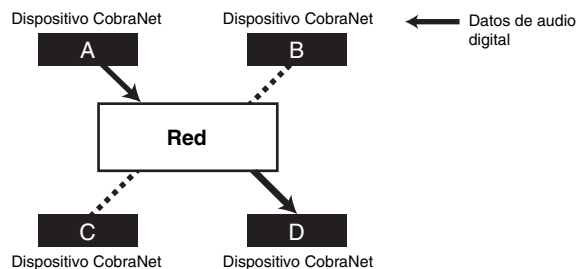 Dispositivo CobraNet
Dispositivo CobraNet
Datos de audio
digital
A
B
Red
C
D
Dispositivo CobraNet
Dispositivo CobraNet